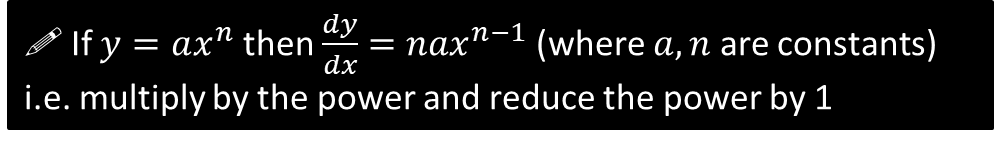 If y = axⁿ then dy/dx = naxⁿ⁻¹ (where a, n are constants)
i.e. multiply by the power and reduce the power by 1